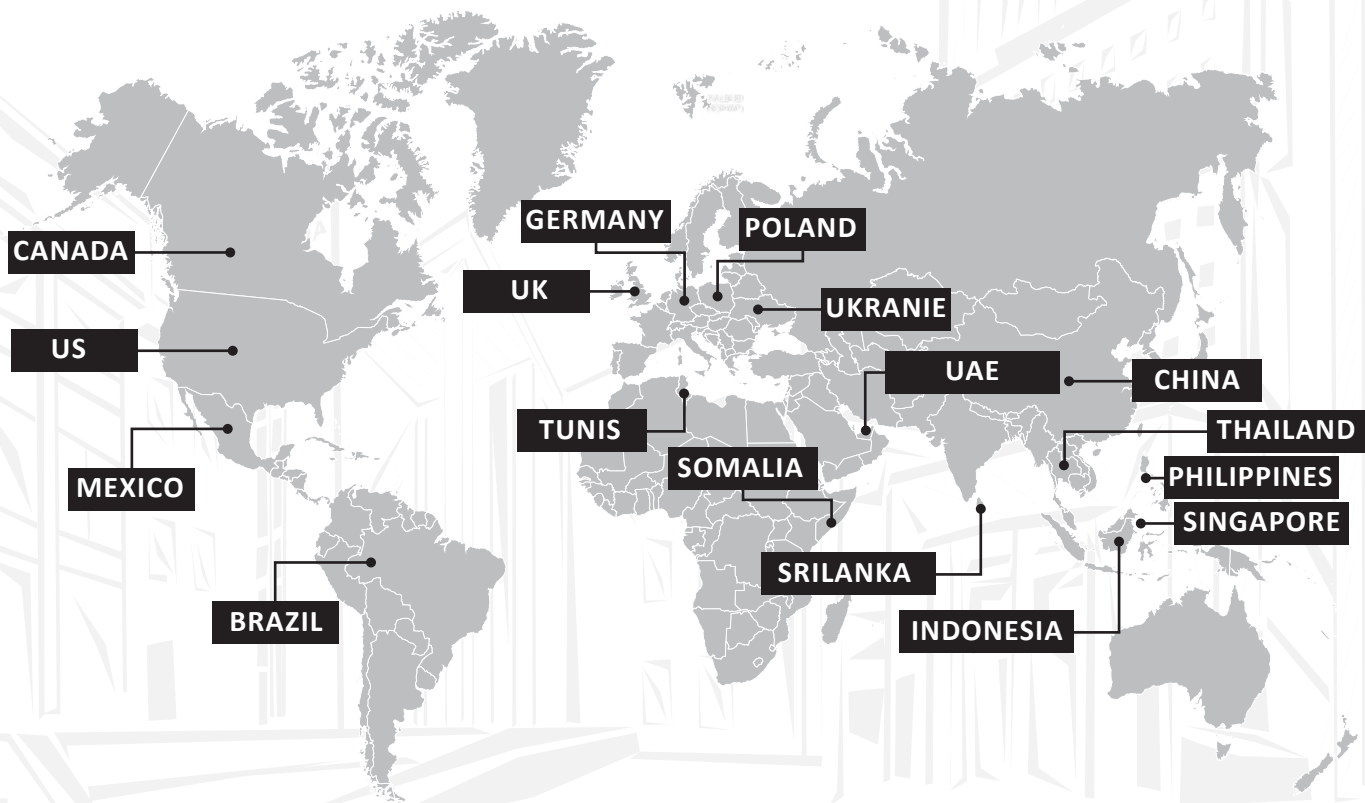 GERMANY
POLAND
CANADA
UK
UKRANIE
US
UAE
CHINA
TUNIS
THAILAND
SOMALIA
PHILIPPINES
MEXICO
SINGAPORE
SRILANKA
BRAZIL
INDONESIA